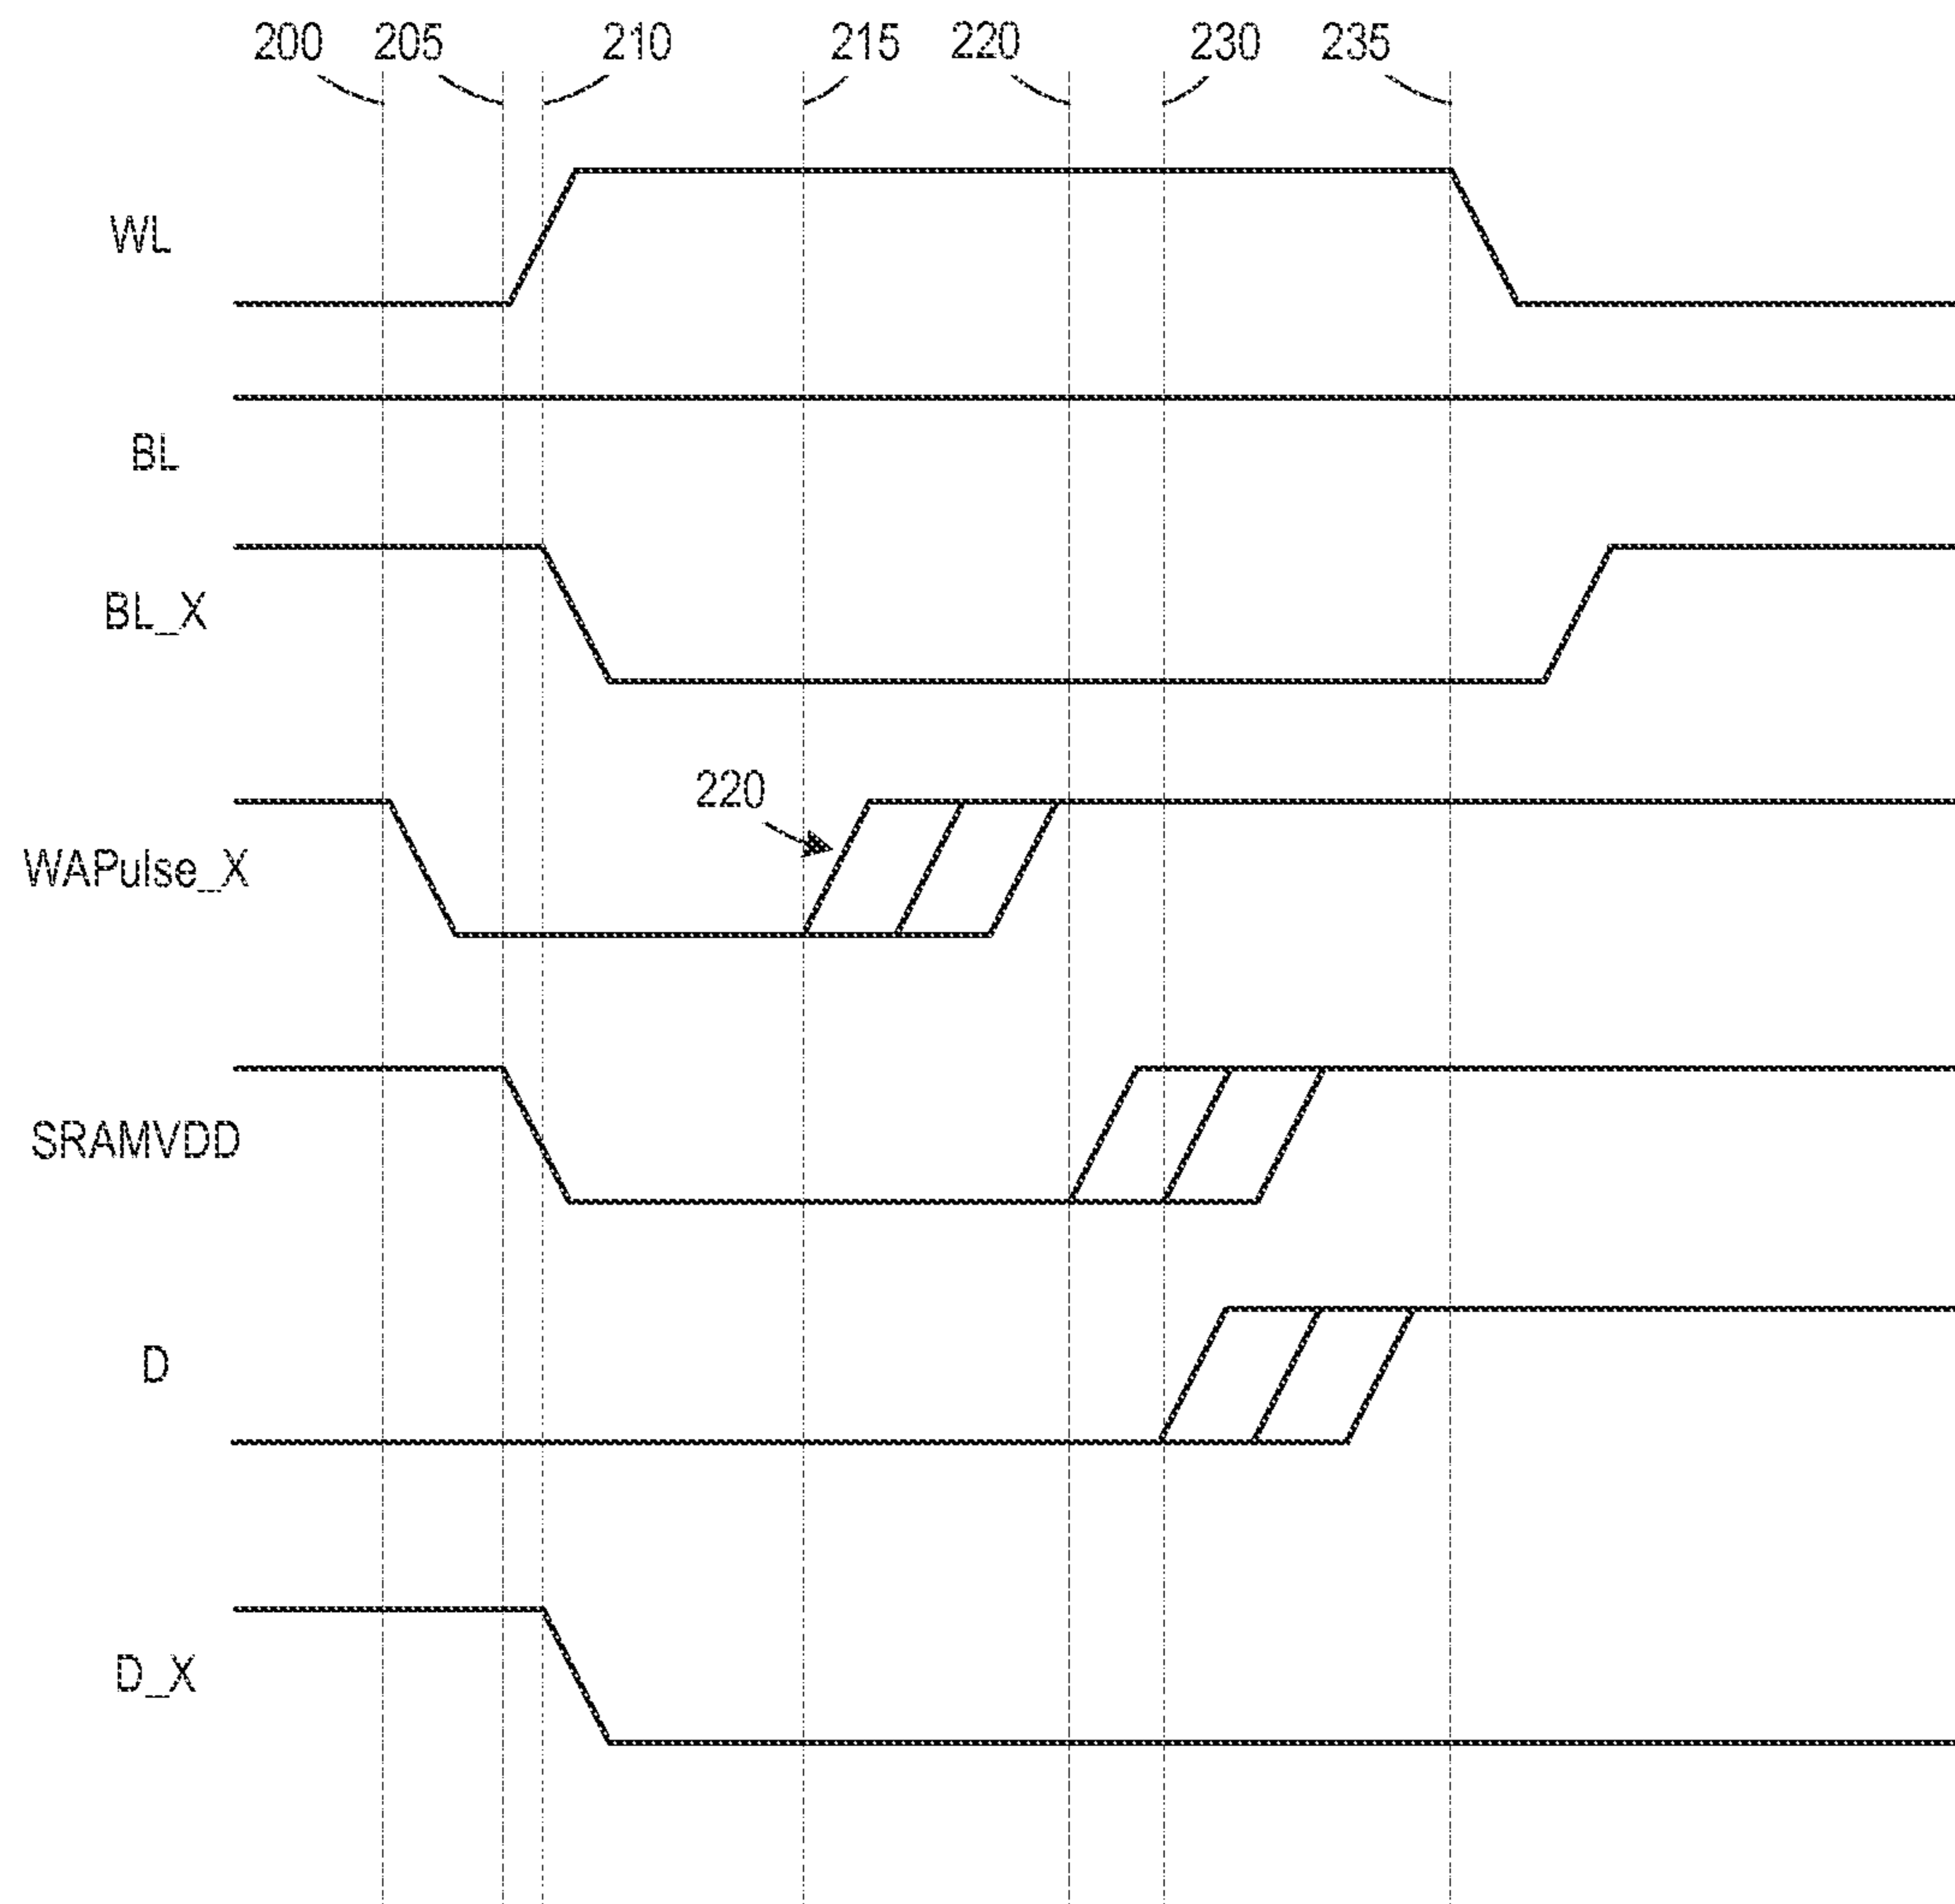 200 205 210 215 220 230 235
WL
BL
BL_X
220
WAPulse_X
SRAMVDD
D
D_X